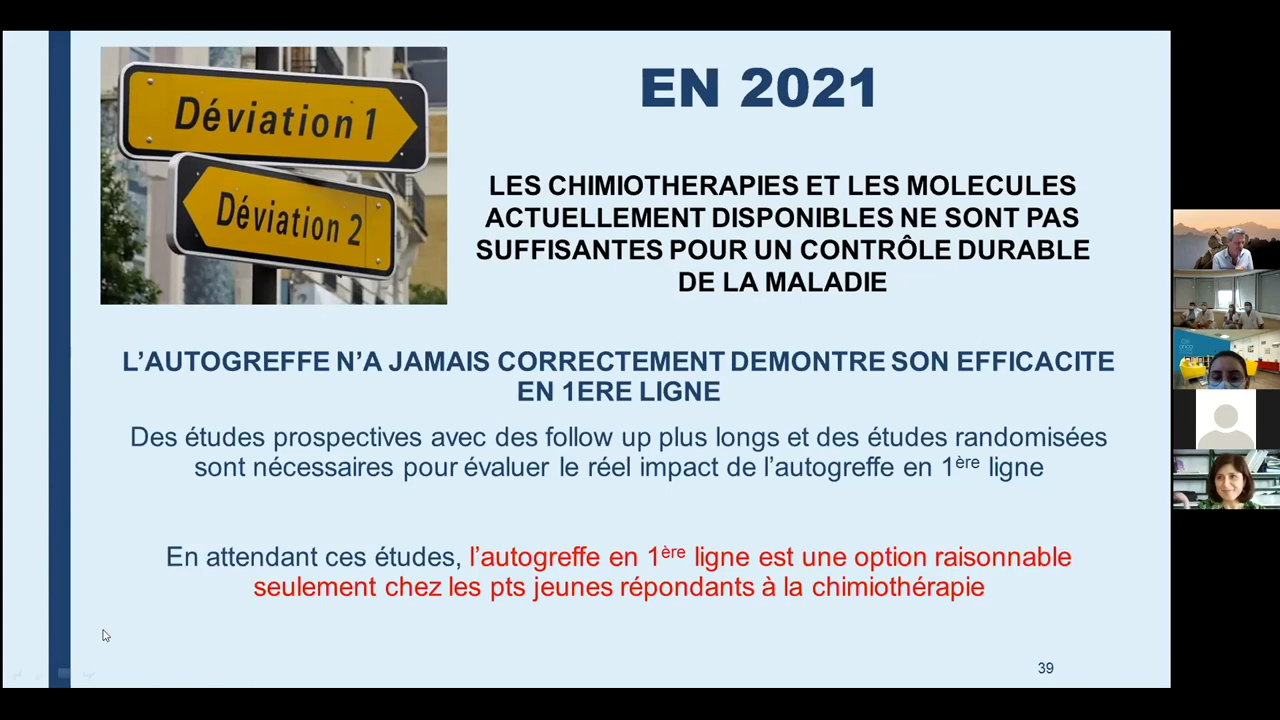 Déviation 1
Déviation 2
EN 2021
LES CHIMIOTHERAPIES ET LES MOLECULES
ACTUELLEMENT DISPONIBLES NE SONT PAS
SUFFISANTES POUR UN CONTRÔLE DURABLE
DE LA MALADIE
L’AUTOGREFFE N’A JAMAIS CORRECTEMENT DEMONTRE SON EFFICACITE
EN 1ERE LIGNE
Des études prospectives avec des follow up plus longs et des études randomisées
sont nécessaires pour évaluer le réel impact de l’autogreffe en 1ère ligne
En attendant ces études, l’autogreffe en 1ère ligne est une option raisonnable
seulement chez les pts jeunes répondants à la chimiothérapie
39